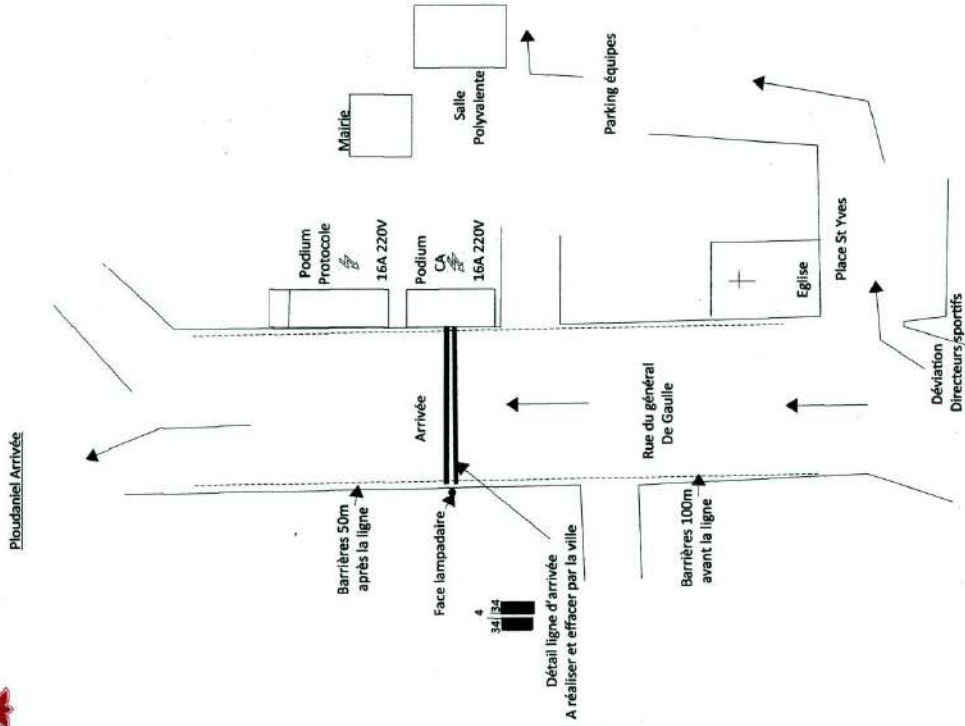 Ploudaniel Arrivée
Mairie
Salle
Polyvalente
Parking équipes
Podium
Protocole
16A 220V
Podium
CA
16A 220V
Arrivée
Barrières 50m
après la ligne
Face lampadaire
Détail ligne d'arrivée
A réaliser et effacer par la ville
4
34 34
Rue du général
De Gaulle
Barrières 100m
avant la ligne
Eglise
Place St Yves
Déviation
Directeurs sportifs